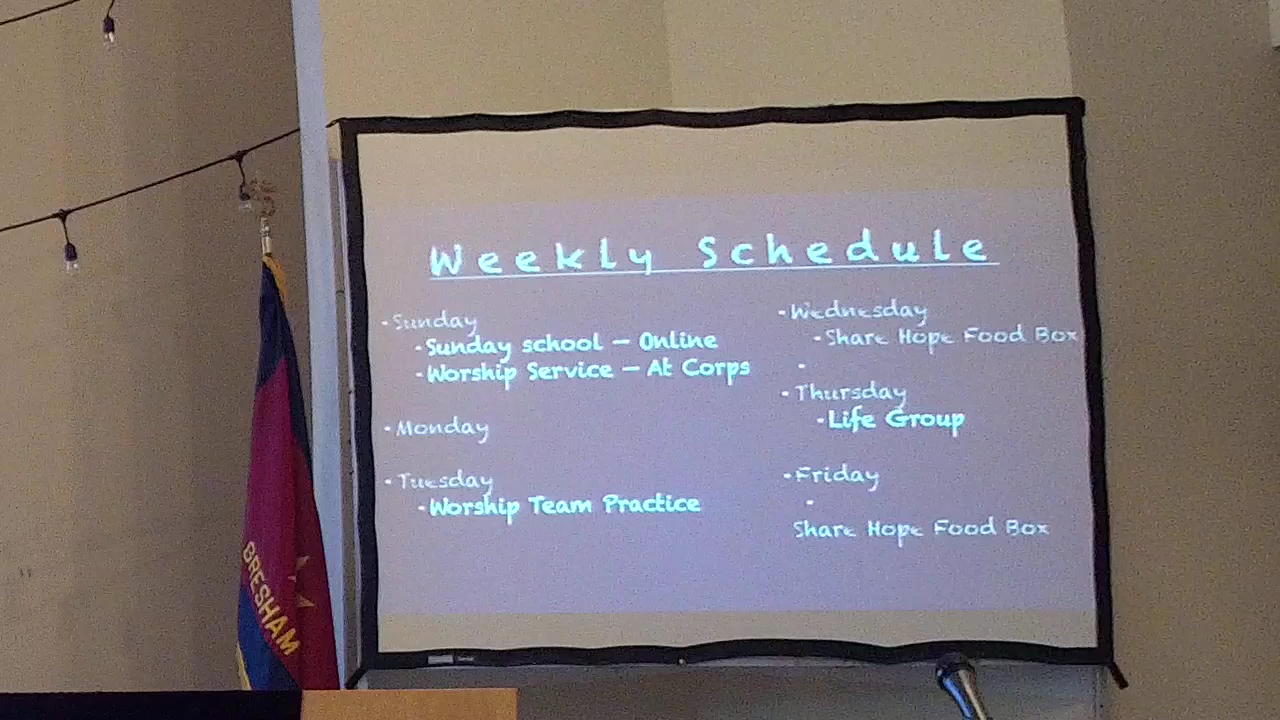 Weekly Schedule
• Sunday
• Sunday school – Online
• Worship Service – At Corps
• Monday
• Tuesday
• Worship Team Practice
• Wednesday
• Share Hope Food Box
•
• Thursday
• Life Group
• Friday
•
Share Hope Food Box
GRESHAM